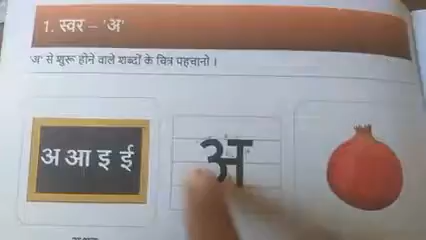 1. स्वर – 'अ'
'अ' से शुरू होने वाले शब्दों के चित्र पहचानो ।
अ आ इ ई
अ